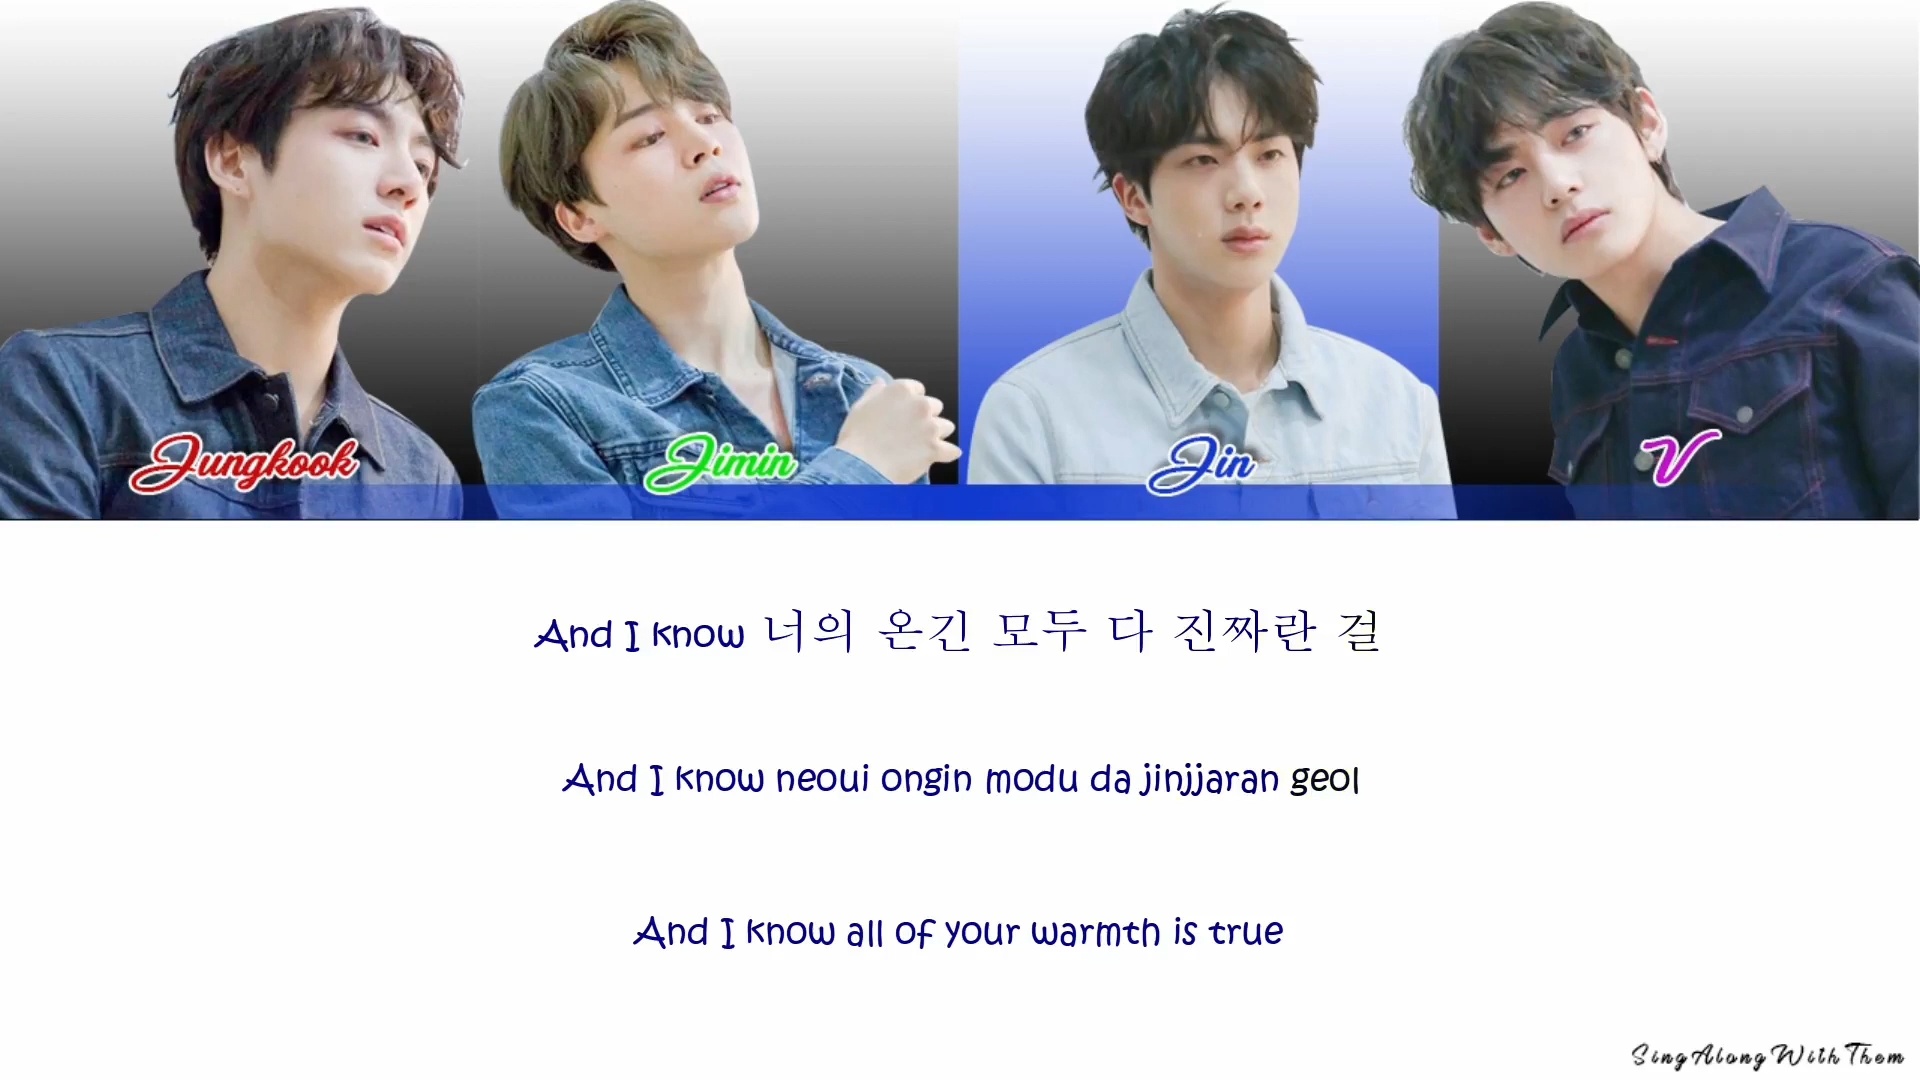 Jungkook
Jimin
Jin
V
And I know 너의 온긴 모두 다 진짜란 걸
And I know neoui ongin modu da jinjjaran geol
And I know all of your warmth is true
SingAlongWithThem